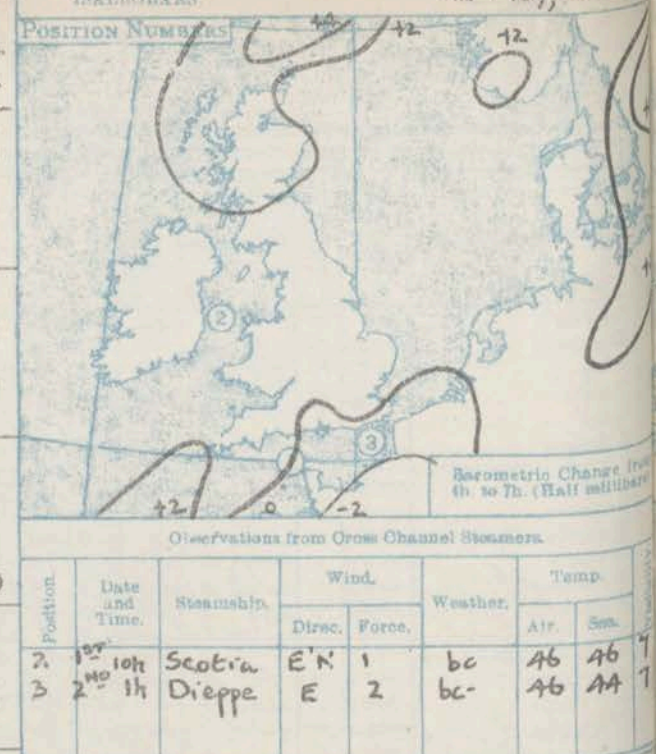 POSITION NUMBERS
+4
+2
+2
2
3
+2
0
-2
Barometric Change from
4h. to 7h. (Half millibars
Observations from Cross Channel Steamers.
Position. Date and Time. Steamship. Wind. Direc. Force. Weather. Temp. Air. Sea.
2. 1ST 10h Scotia E'N' 1 bc 46 46
3 2ND 1h Dieppe E 2 bc- 46 44